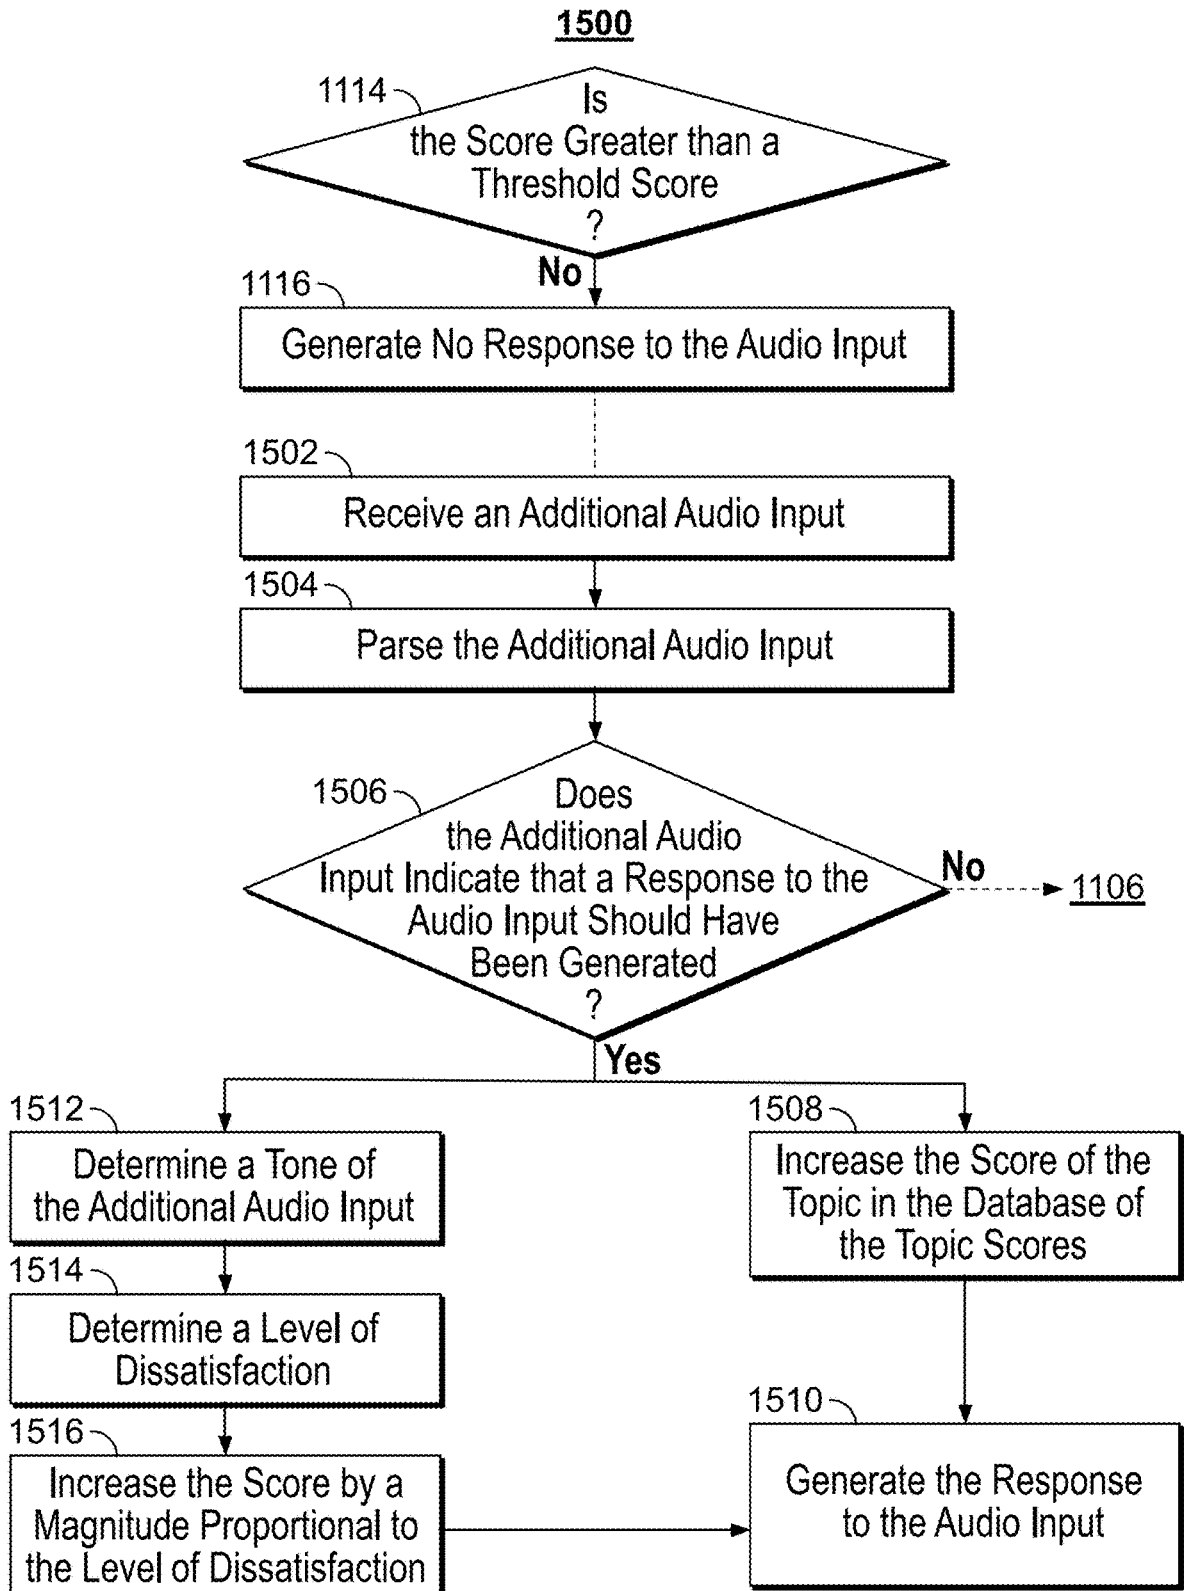 1500
1114
Is
the Score Greater than a
Threshold Score
?
No
1116
Generate No Response to the Audio Input
1502
Receive an Additional Audio Input
1504
Parse the Additional Audio Input
1506
Does
the Additional Audio
Input Indicate that a Response to the
Audio Input Should Have
Been Generated
?
No
1106
Yes
1512
Determine a Tone of
the Additional Audio Input
1514
Determine a Level of
Dissatisfaction
1516
Increase the Score by a
Magnitude Proportional to
the Level of Dissatisfaction
1508
Increase the Score of the
Topic in the Database of
the Topic Scores
1510
Generate the Response
to the Audio Input